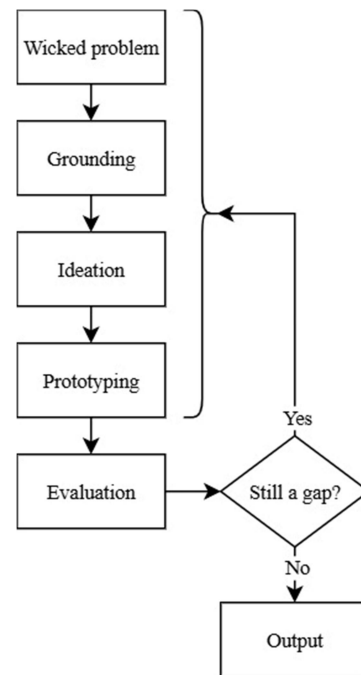 Wicked problem
Grounding
Ideation
Prototyping
Yes
Evaluation
Still a gap?
No
Output